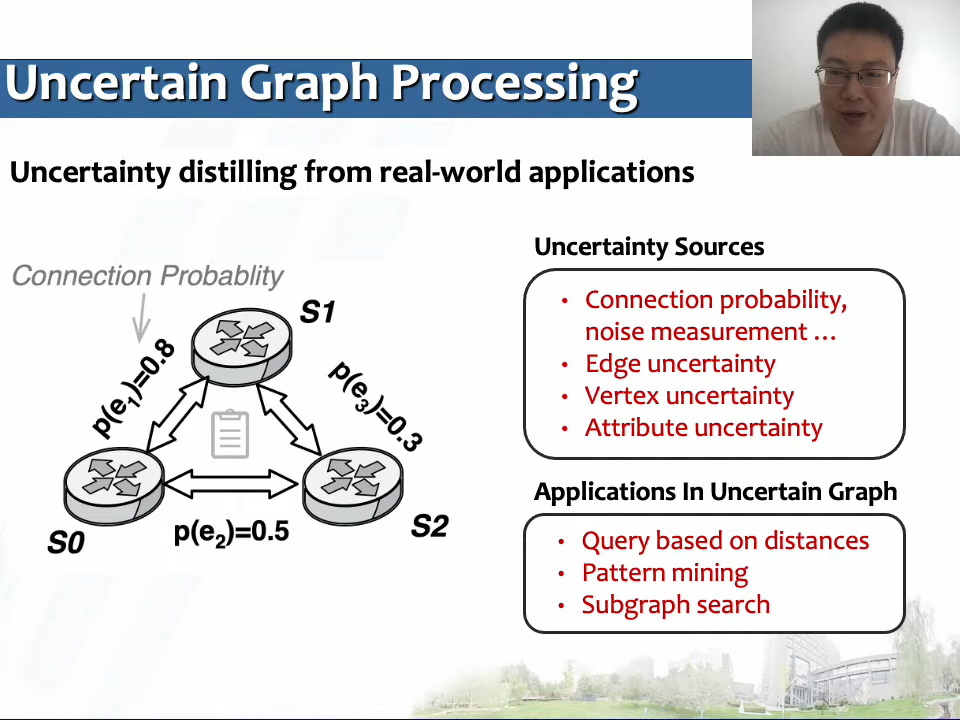 Uncertain Graph Processing
Uncertainty distilling from real-world applications
Connection Probablity
S1
p(e1)=0.8
p(e3)=0.3
p(e2)=0.5
S0
S2
Uncertainty Sources
• Connection probability,
noise measurement …
• Edge uncertainty
• Vertex uncertainty
• Attribute uncertainty
Applications In Uncertain Graph
• Query based on distances
• Pattern mining
• Subgraph search